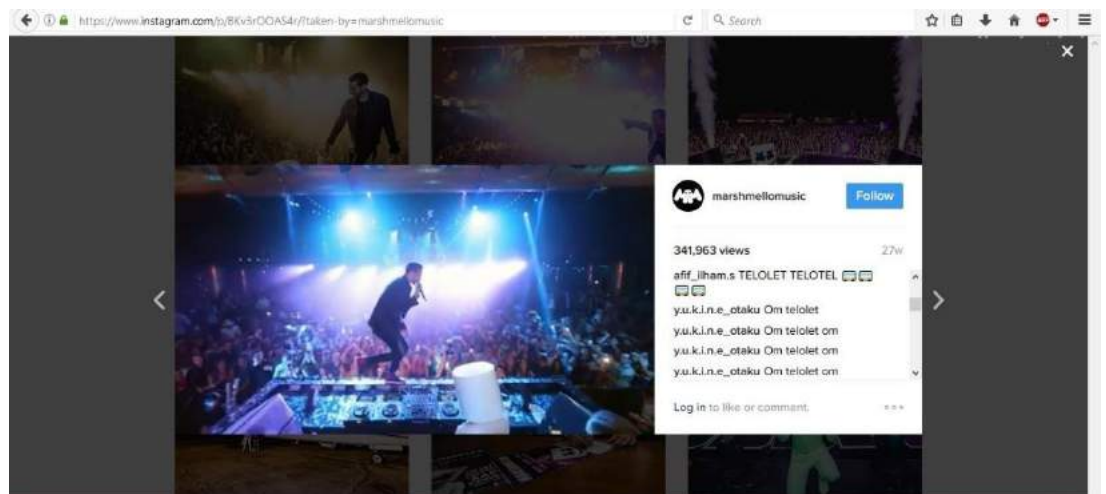 https://www.instagram.com/p/BKv3rOOAS4r/?taken-by=marshmellomusic
Search
ABP
marshmellomusic
Follow
341,963 views
27w
afif_ilham.s TELOLET TELOTEL
y.u.k.i.n.e_otaku Om telolet
y.u.k.i.n.e_otaku Om telolet om
y.u.k.i.n.e_otaku Om telolet om
y.u.k.i.n.e_otaku Om telolet om
Log in to like or comment.